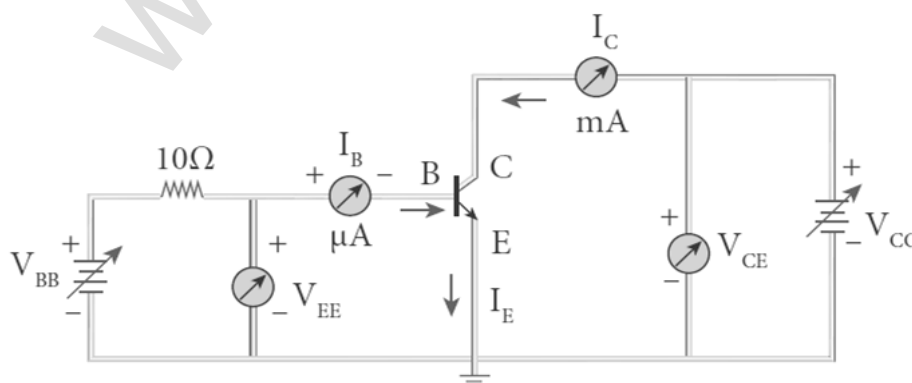 W
I_C
mA
10Ω
I_B
+ −
B
C
μA
E
+
V_BB
−
+
V_EE
−
I_E
+
V_CE
−
+
V_CC
−